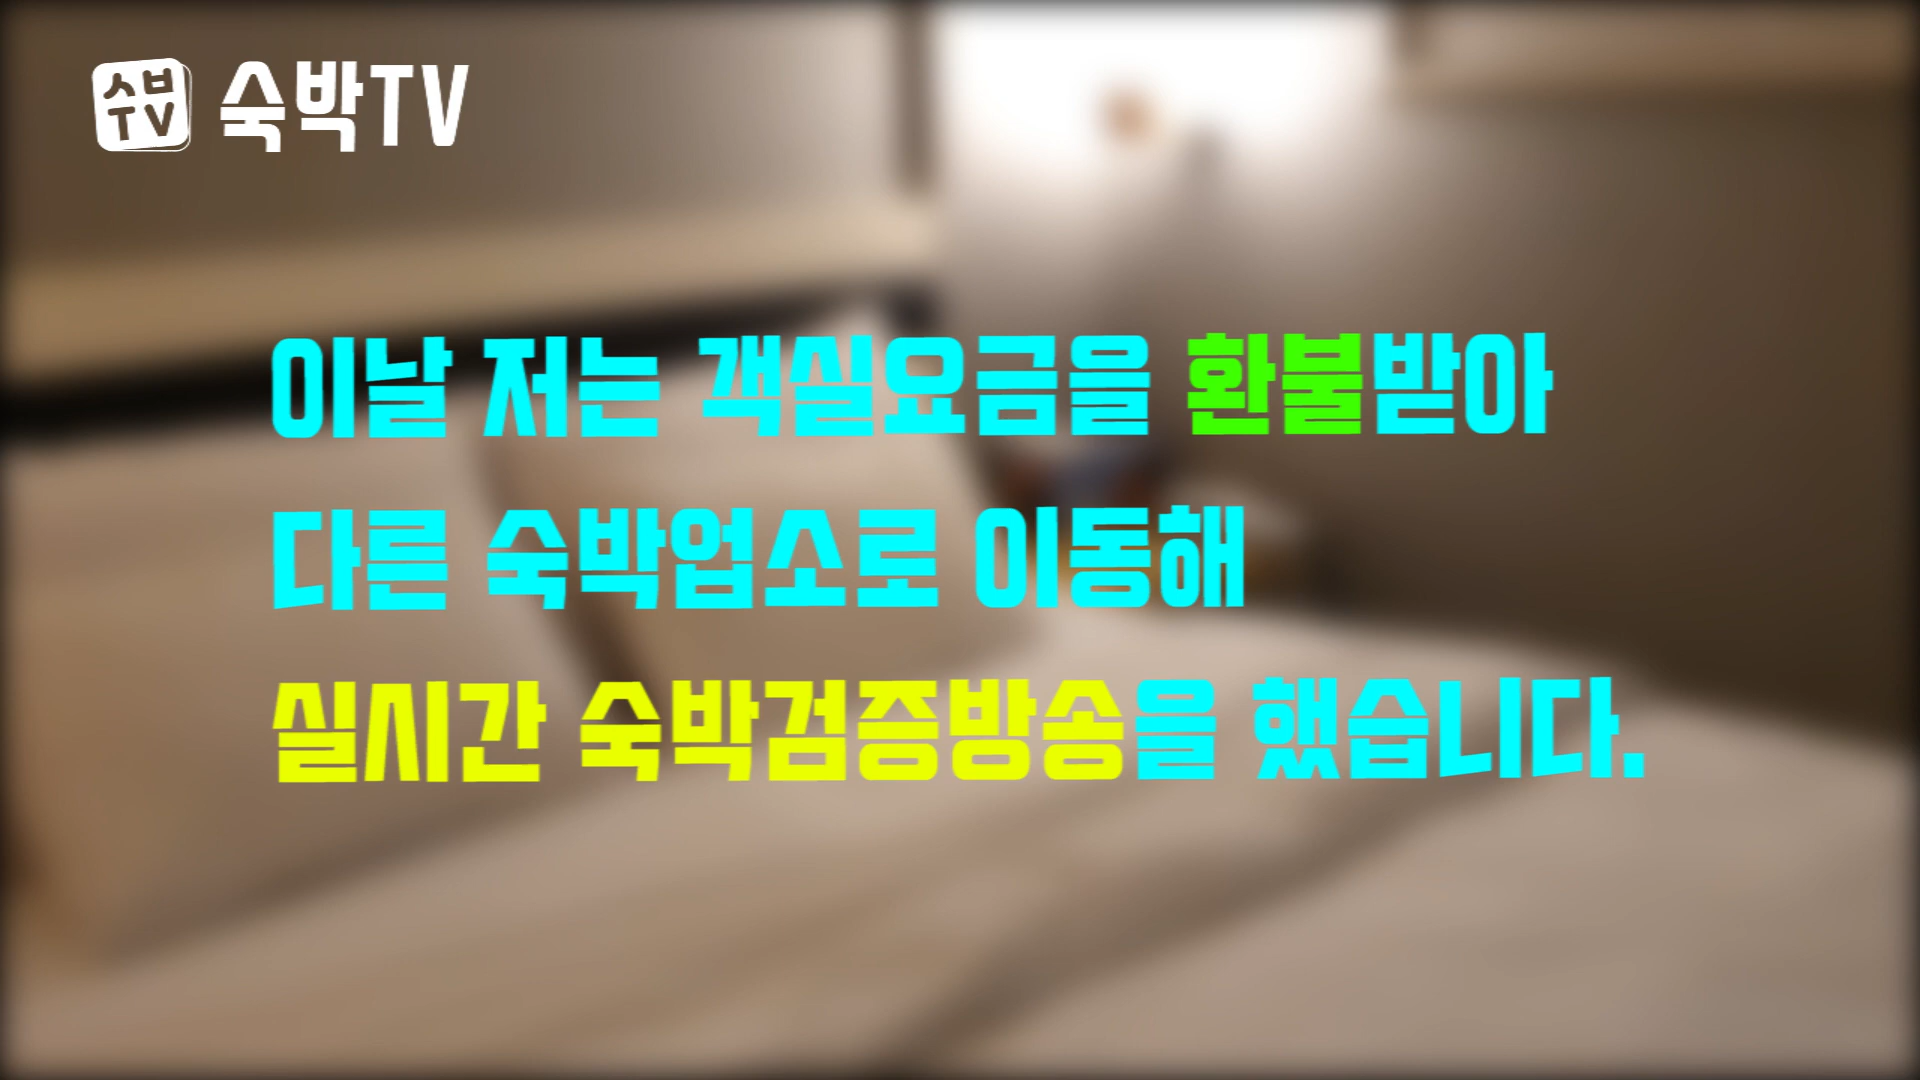 ㅅㅂ
TV
숙박TV
이날 저는 객실요금을 환불받아
다른 숙박업소로 이동해
실시간 숙박검증방송을 했습니다.